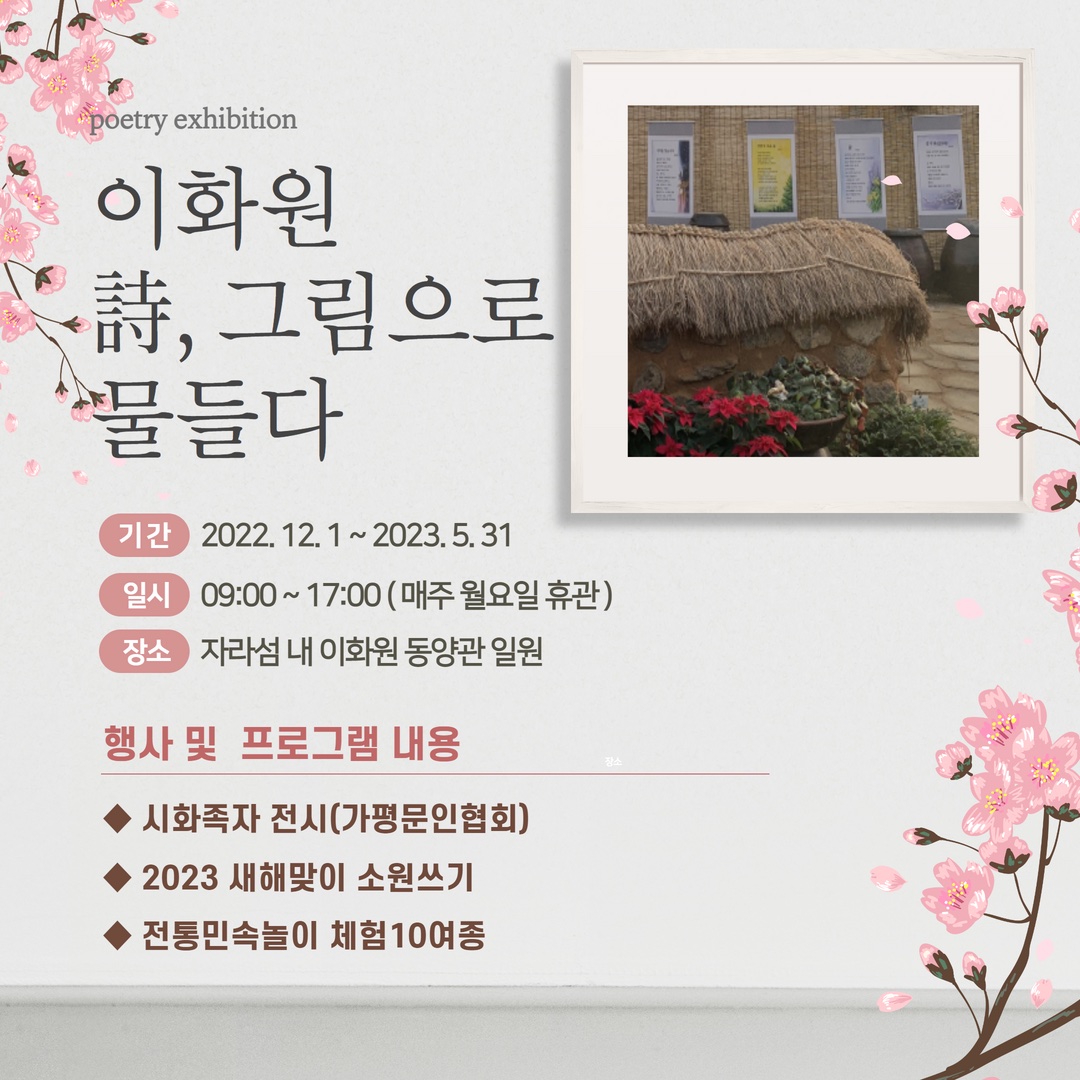 poetry exhibition
이화원
詩, 그림으로
물들다
기간 2022. 12. 1 ~ 2023. 5. 31
일시 09:00 ~ 17:00 ( 매주 월요일 휴관 )
장소 자라섬 내 이화원 동양관 일원
행사 및 프로그램 내용
장소
◆ 시화족자 전시(가평문인협회)
◆ 2023 새해맞이 소원쓰기
◆ 전통민속놀이 체험10여종